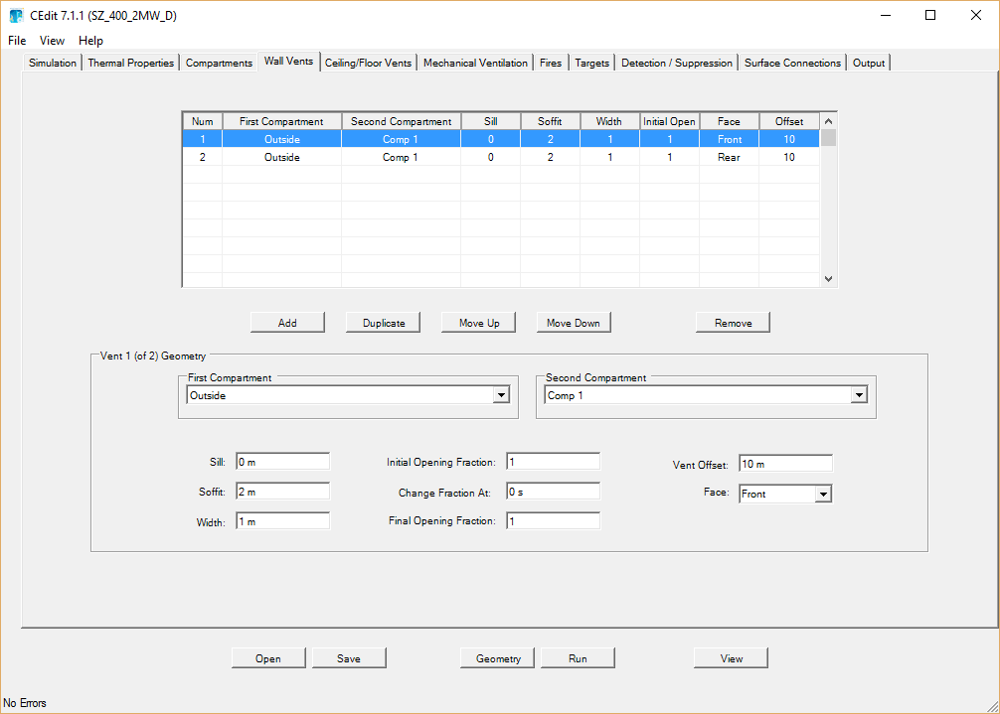 CEdit 7.1.1 (SZ_400_2MW_D)
File View Help
Simulation Thermal Properties Compartments Wall Vents Ceiling/Floor Vents Mechanical Ventilation Fires Targets Detection / Suppression Surface Connections Output
Num First Compartment Second Compartment Sill Soffit Width Initial Open Face Offset
1 Outside Comp 1 0 2 1 1 Front 10
2 Outside Comp 1 0 2 1 1 Rear 10
Add Duplicate Move Up Move Down Remove
Vent 1 (of 2) Geometry
First Compartment Second Compartment
Outside Comp 1
Sill: 0 m Initial Opening Fraction: 1 Vent Offset: 10 m
Soffit: 2 m Change Fraction At: 0 s Face: Front
Width: 1 m Final Opening Fraction: 1
Open Save Geometry Run View
No Errors